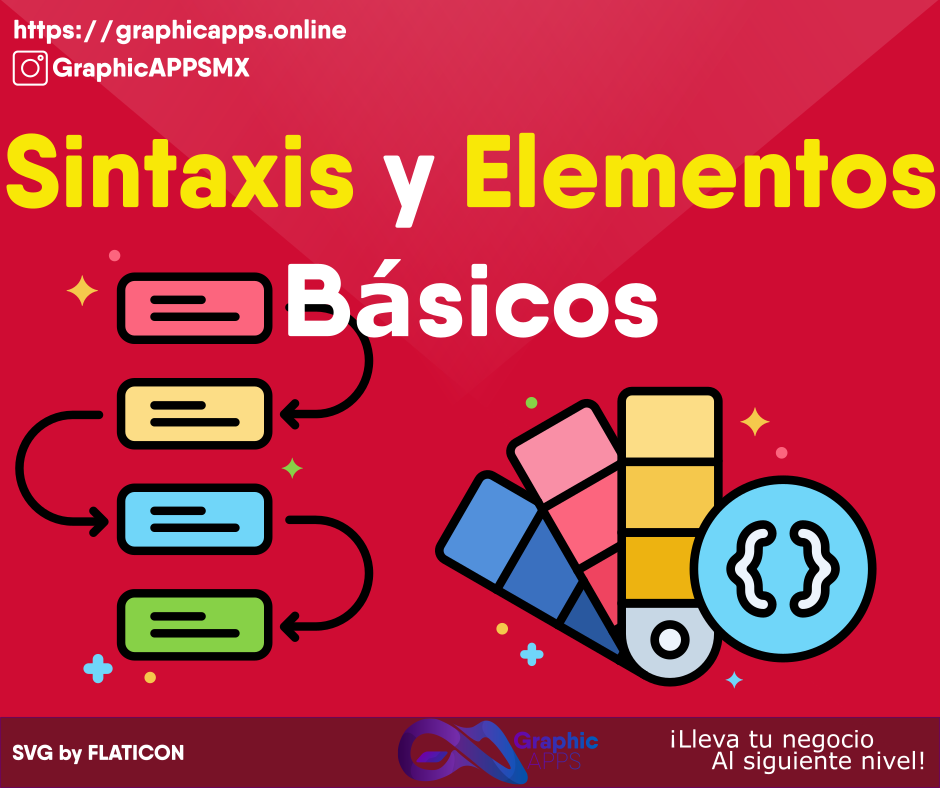 https://graphicapps.online
GraphicAPPSMX
Sintaxis y Elementos
Básicos
{ }
SVG by FLATICON
Graphic
APPS
¡Lleva tu negocio
Al siguiente nivel!